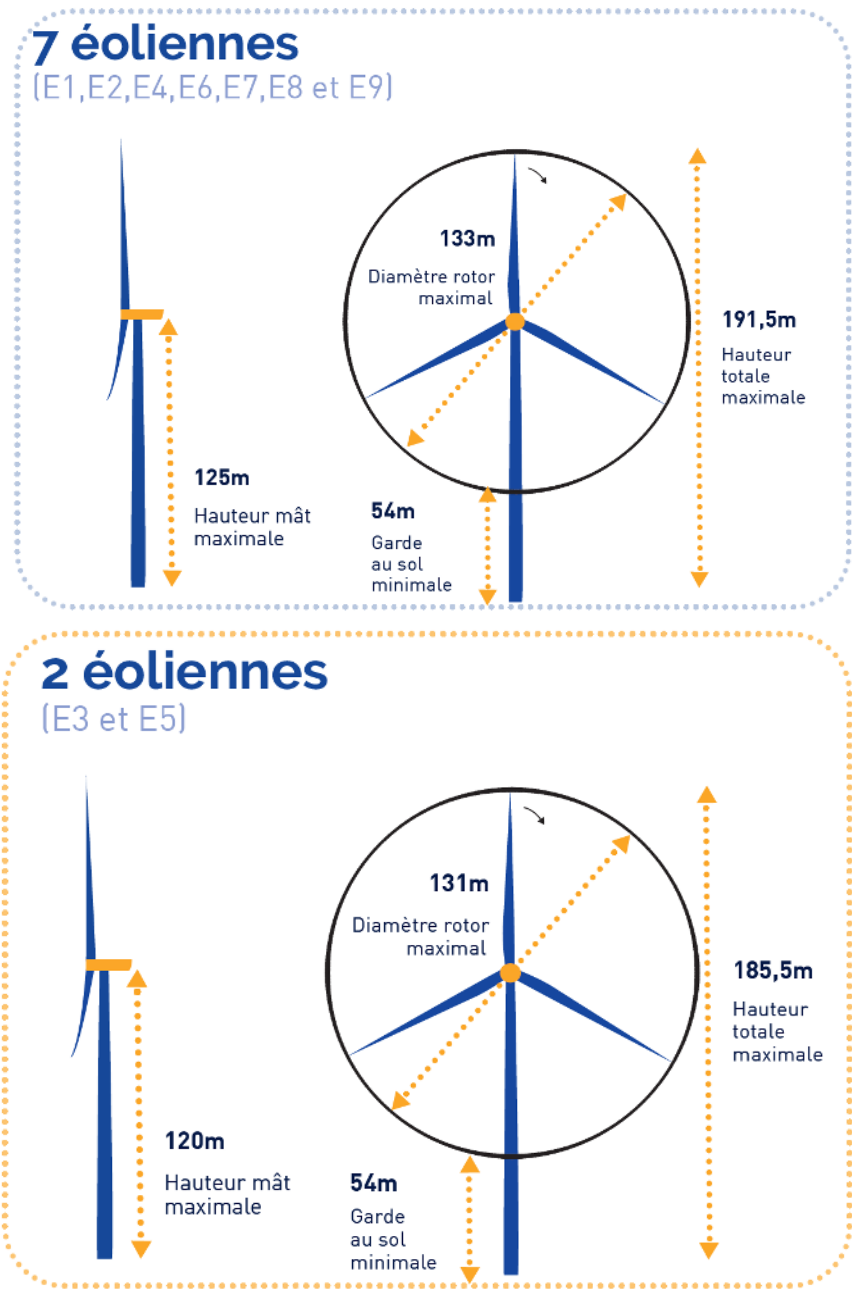 7 éoliennes
(E1,E2,E4,E6,E7,E8 et E9)
133m
Diamètre rotor
maximal
191,5m
Hauteur
totale
maximale
125m
Hauteur mât
maximale
54m
Garde
au sol
minimale
2 éoliennes
(E3 et E5)
131m
Diamètre rotor
maximal
185,5m
Hauteur
totale
maximale
120m
Hauteur mât
maximale
54m
Garde
au sol
minimale